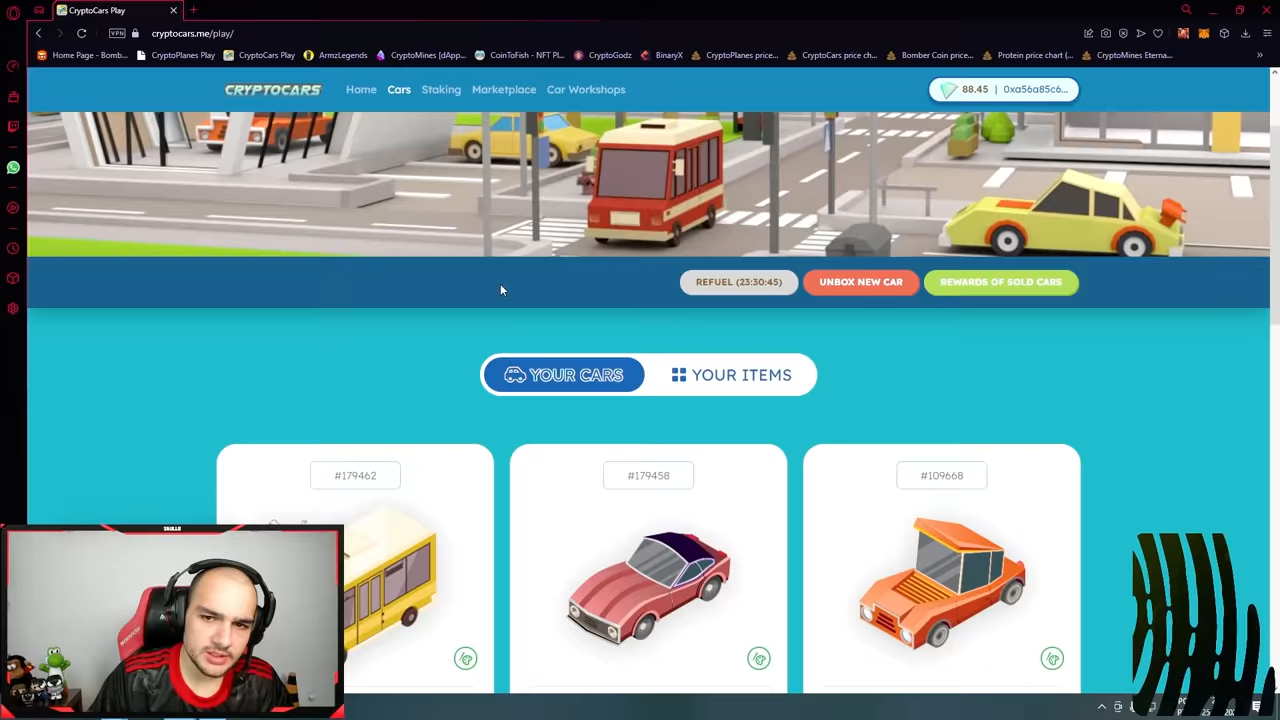 CryptoCars Play
VPN cryptocars.me/play/
Home Page - Bomb... CryptoPlanes Play CryptoCars Play ArmzLegends CryptoMines [dApp... CoinToFish - NFT Pl... CryptoGodz BinaryX CryptoPlanes price... CryptoCars price ch... Bomber Coin price... Protein price chart (... CryptoMines Eterna...
CRYPTOCARS Home Cars Staking Marketplace Car Workshops 88.45 | 0xa56a85c6...
REFUEL (23:30:45) UNBOX NEW CAR REWARDS OF SOLD CARS
YOUR CARS YOUR ITEMS
#179462 #179458 #109668
SAULLO